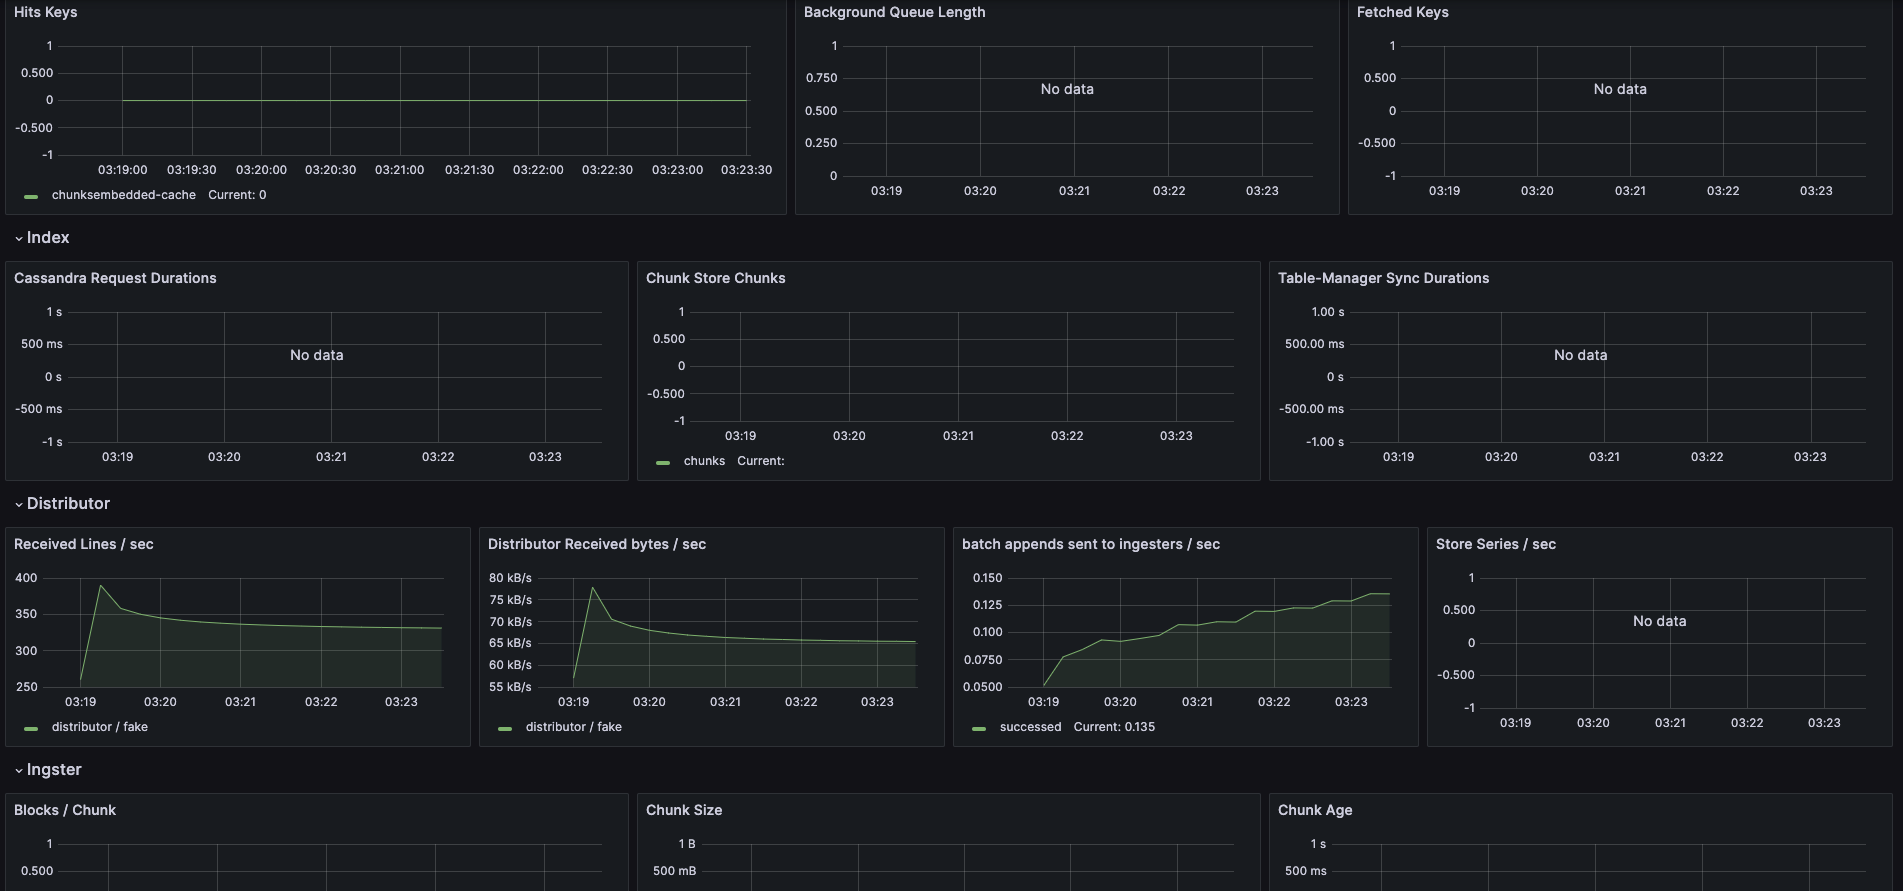 Hits Keys
1
0.500
0
-0.500
-1
03:19:00 03:19:30 03:20:00 03:20:30 03:21:00 03:21:30 03:22:00 03:22:30 03:23:00 03:23:30
chunksembedded-cache Current: 0
Background Queue Length
1
0.750
No data
0.500
0.250
0
03:19 03:20 03:21 03:22 03:23
Fetched Keys
1
0.500
No data
0
-0.500
-1
03:19 03:20 03:21 03:22 03:23
Index
Cassandra Request Durations
1 s
500 ms
No data
0 s
-500 ms
-1 s
03:19 03:20 03:21 03:22 03:23
Chunk Store Chunks
1
0.500
0
-0.500
-1
03:19 03:20 03:21 03:22 03:23
chunks Current:
Table-Manager Sync Durations
1.00 s
500.00 ms
No data
0 s
-500.00 ms
-1.00 s
03:19 03:20 03:21 03:22 03:23
Distributor
Received Lines / sec
400
350
300
250
03:19 03:20 03:21 03:22 03:23
distributor / fake
Distributor Received bytes / sec
80 kB/s
75 kB/s
70 kB/s
65 kB/s
60 kB/s
55 kB/s
03:19 03:20 03:21 03:22 03:23
distributor / fake
batch appends sent to ingesters / sec
0.150
0.125
0.100
0.0750
0.0500
03:19 03:20 03:21 03:22 03:23
successed Current: 0.135
Store Series / sec
1
0.500
No data
0
-0.500
-1
03:19 03:20 03:21 03:22 03:23
Ingster
Blocks / Chunk
1
0.500
Chunk Size
1 B
500 mB
Chunk Age
1 s
500 ms